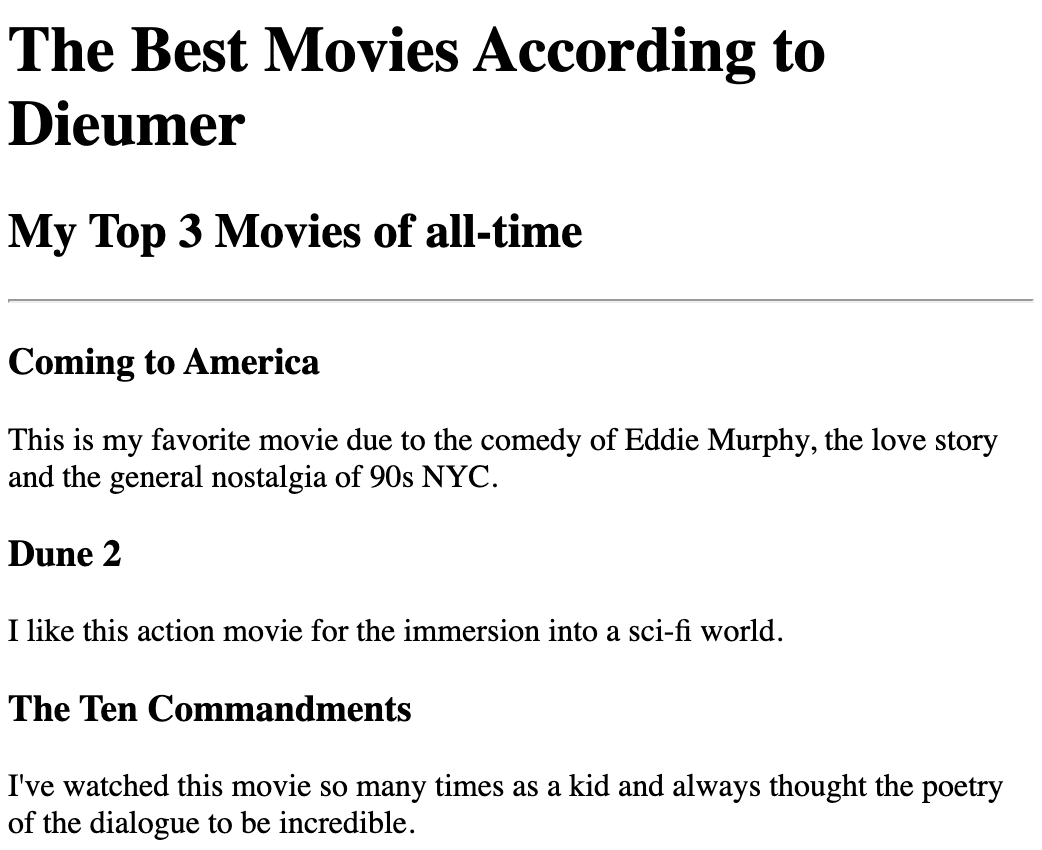 The Best Movies According to
Dieumer
My Top 3 Movies of all-time
Coming to America
This is my favorite movie due to the comedy of Eddie Murphy, the love story
and the general nostalgia of 90s NYC.
Dune 2
I like this action movie for the immersion into a sci-fi world.
The Ten Commandments
I've watched this movie so many times as a kid and always thought the poetry
of the dialogue to be incredible.